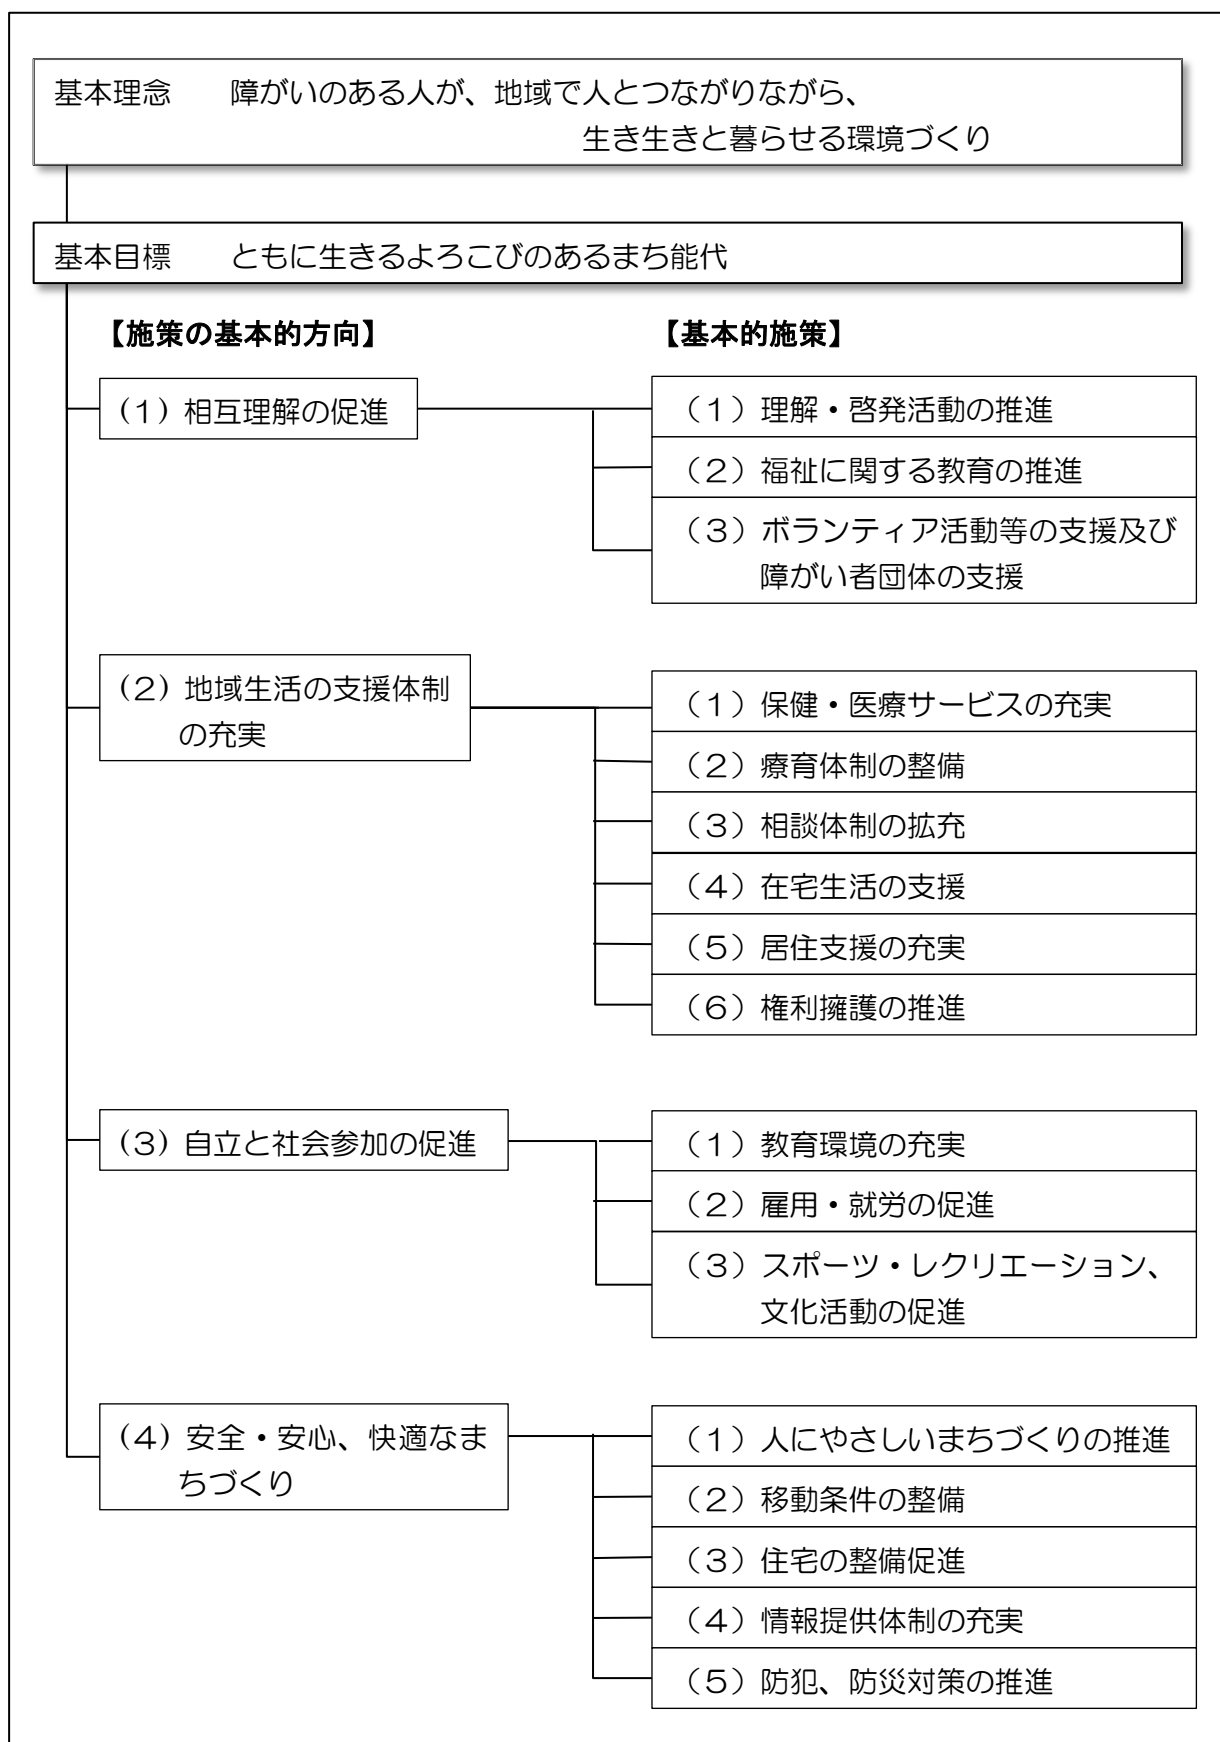 基本理念　　障がいのある人が、地域で人とつながりながら、
生き生きと暮らせる環境づくり
基本目標　　ともに生きるよろこびのあるまち能代
【施策の基本的方向】
【基本的施策】
（１）相互理解の促進
（１）理解・啓発活動の推進
（２）福祉に関する教育の推進
（３）ボランティア活動等の支援及び
障がい者団体の支援
（２）地域生活の支援体制
の充実
（１）保健・医療サービスの充実
（２）療育体制の整備
（３）相談体制の拡充
（４）在宅生活の支援
（５）居住支援の充実
（６）権利擁護の推進
（３）自立と社会参加の促進
（１）教育環境の充実
（２）雇用・就労の促進
（３）スポーツ・レクリエーション、
文化活動の促進
（４）安全・安心、快適なま
ちづくり
（１）人にやさしいまちづくりの推進
（２）移動条件の整備
（３）住宅の整備促進
（４）情報提供体制の充実
（５）防犯、防災対策の推進